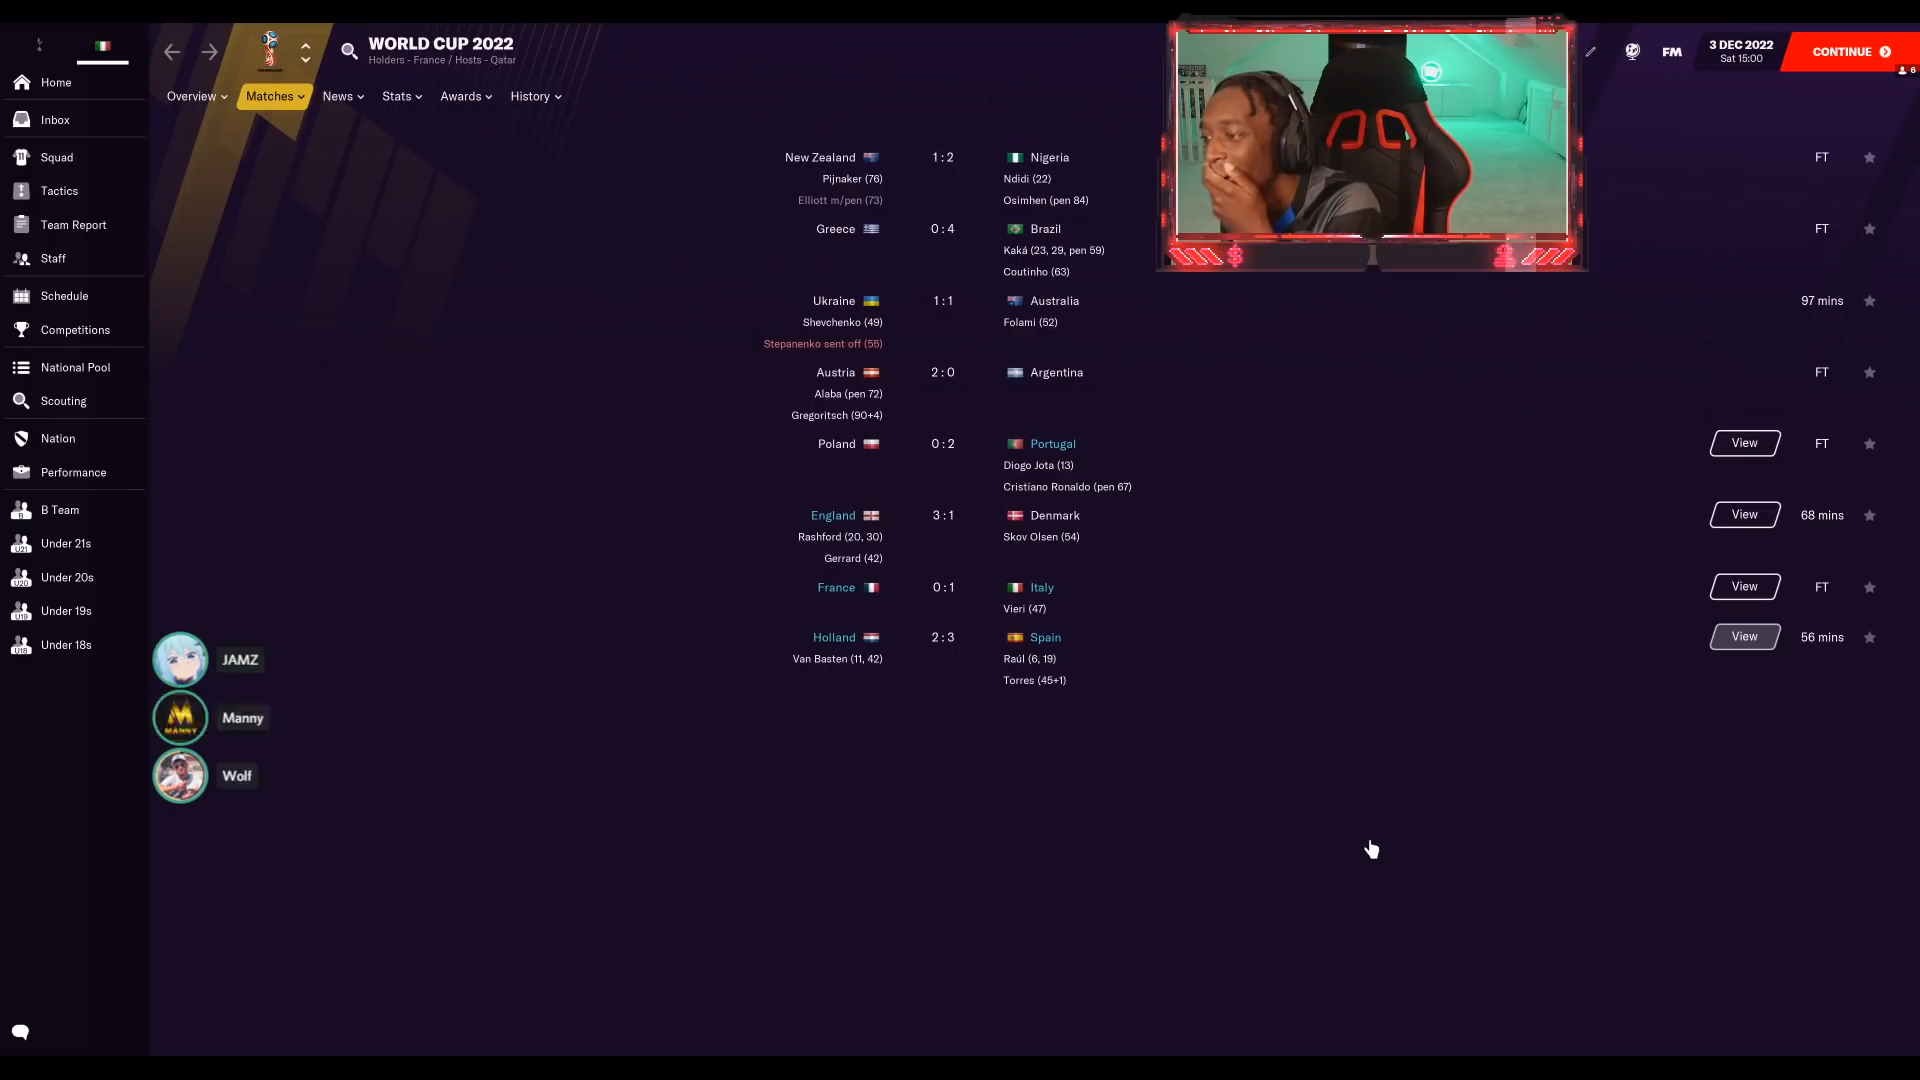 WORLD CUP 2022
Holders - France / Hosts - Qatar
FM
3 DEC 2022
Sat 15:00
CONTINUE
6
Overview
Matches
News
Stats
Awards
History
Home
Inbox
Squad
Tactics
Team Report
Staff
Schedule
Competitions
National Pool
Scouting
Nation
Performance
B Team
Under 21s
Under 20s
Under 19s
Under 18s
New Zealand 1 : 2 Nigeria FT
Pijnaker (76) Ndidi (22)
Elliott m/pen (73) Osimhen (pen 84)
Greece 0 : 4 Brazil FT
Kaká (23, 29, pen 59)
Coutinho (63)
Ukraine 1 : 1 Australia 97 mins
Shevchenko (49) Folami (52)
Stepanenko sent off (55)
Austria 2 : 0 Argentina FT
Alaba (pen 72)
Gregoritsch (90+4)
Poland 0 : 2 Portugal View FT
Diogo Jota (13)
Cristiano Ronaldo (pen 67)
England 3 : 1 Denmark View 68 mins
Rashford (20, 30) Skov Olsen (54)
Gerrard (42)
France 0 : 1 Italy View FT
Vieri (47)
Holland 2 : 3 Spain View 56 mins
Van Basten (11, 42) Raúl (6, 19)
Torres (45+1)
JAMZ
Manny
MANNY
Wolf